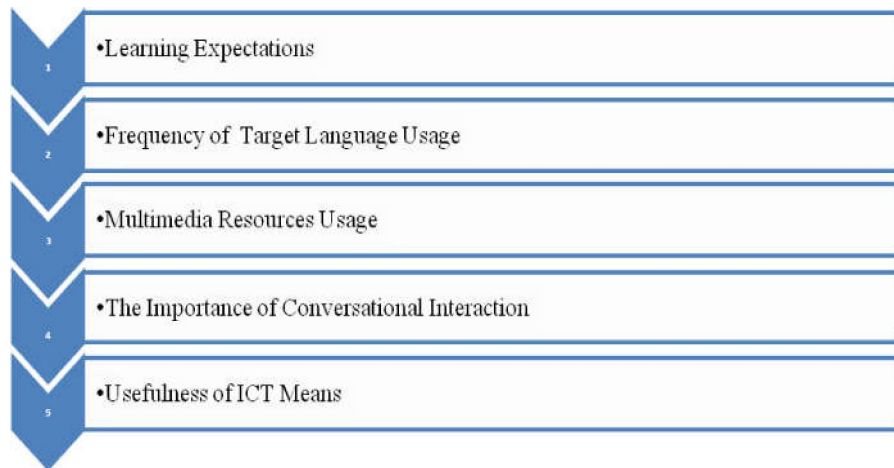 1
•Learning Expectations
2
•Frequency of Target Language Usage
3
•Multimedia Resources Usage
4
•The Importance of Conversational Interaction
5
•Usefulness of ICT Means